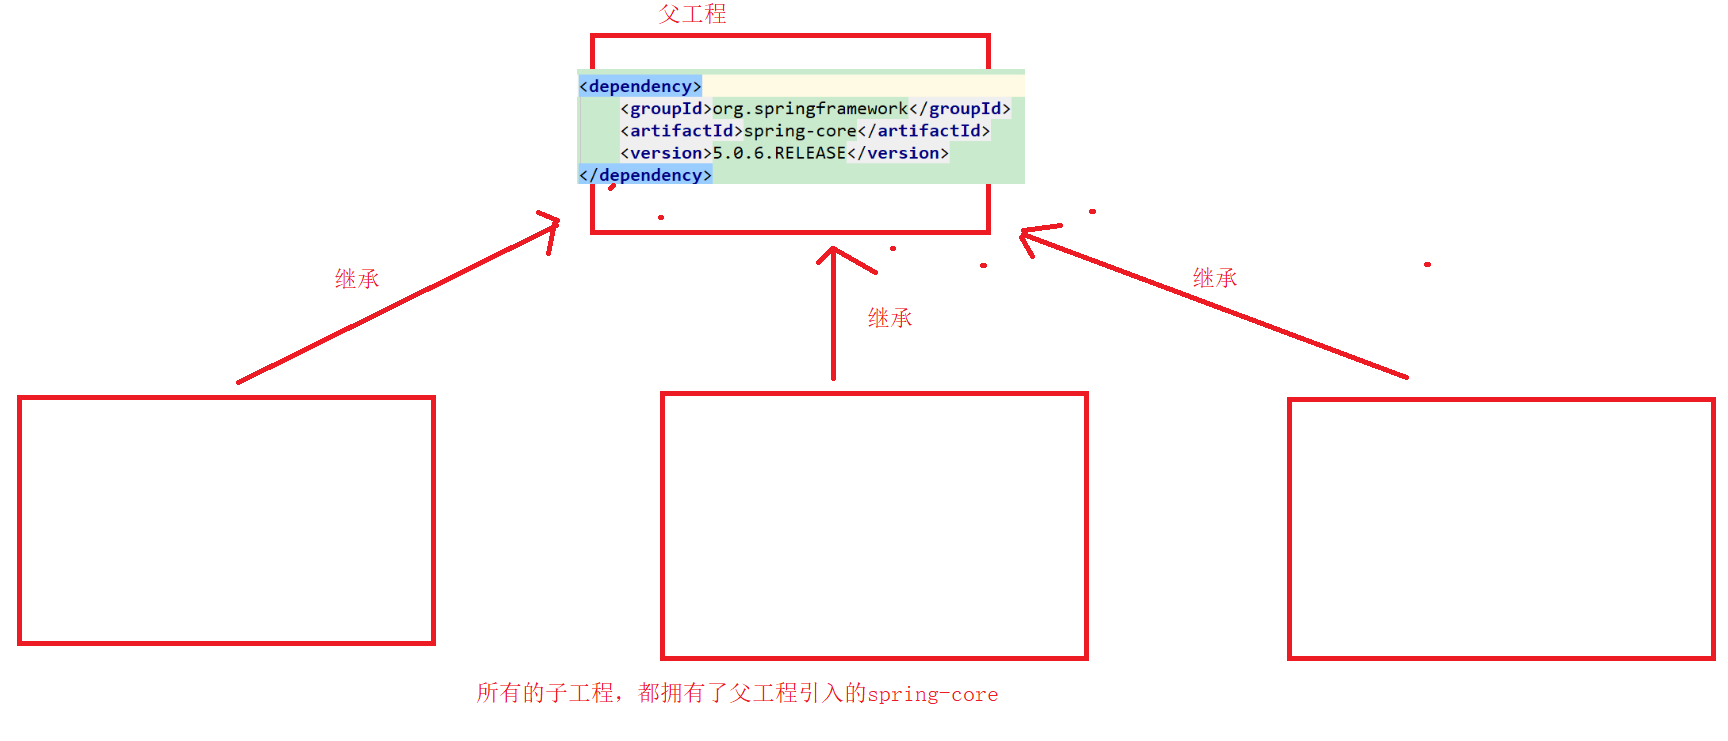 父工程
<dependency>
<groupId>org.springframework</groupId>
<artifactId>spring-core</artifactId>
<version>5.0.6.RELEASE</version>
</dependency>
继承
继承
继承
所有的子工程，都拥有了父工程引入的spring-core